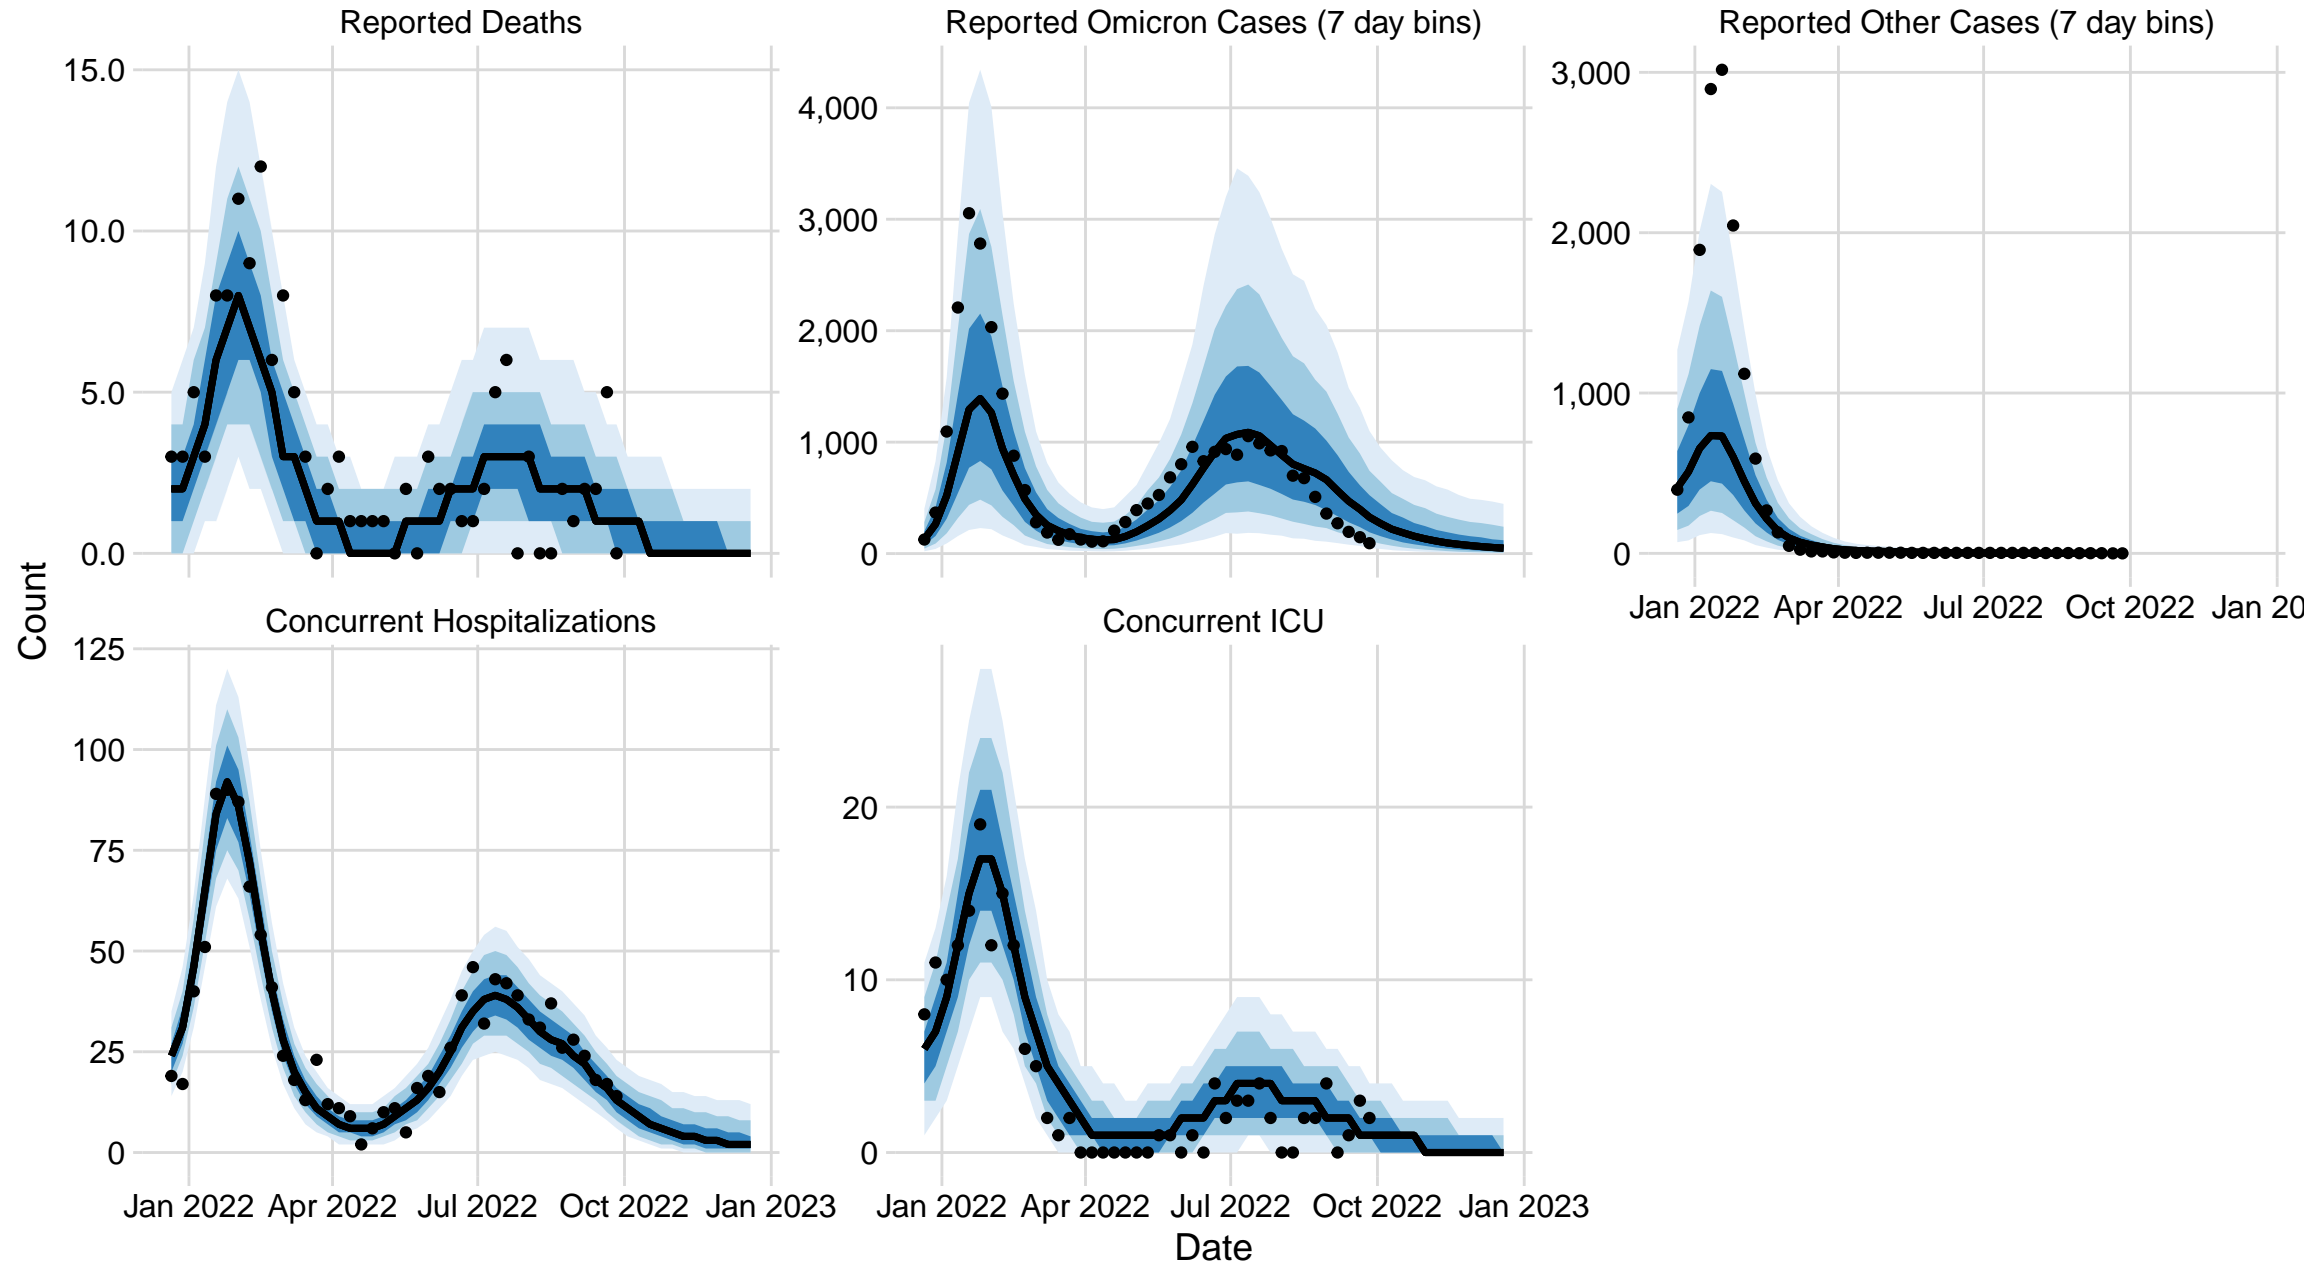 Reported Deaths
Reported Omicron Cases (7 day bins)
Reported Other Cases (7 day bins)
15.0
10.0
5.0
0.0
4,000
3,000
2,000
1,000
0
3,000
2,000
1,000
0
Jan 2022 Apr 2022 Jul 2022 Oct 2022 Jan 20
Count
Concurrent Hospitalizations
Concurrent ICU
125
100
75
50
25
0
20
10
0
Jan 2022 Apr 2022 Jul 2022 Oct 2022 Jan 2023
Jan 2022 Apr 2022 Jul 2022 Oct 2022 Jan 2023
Date